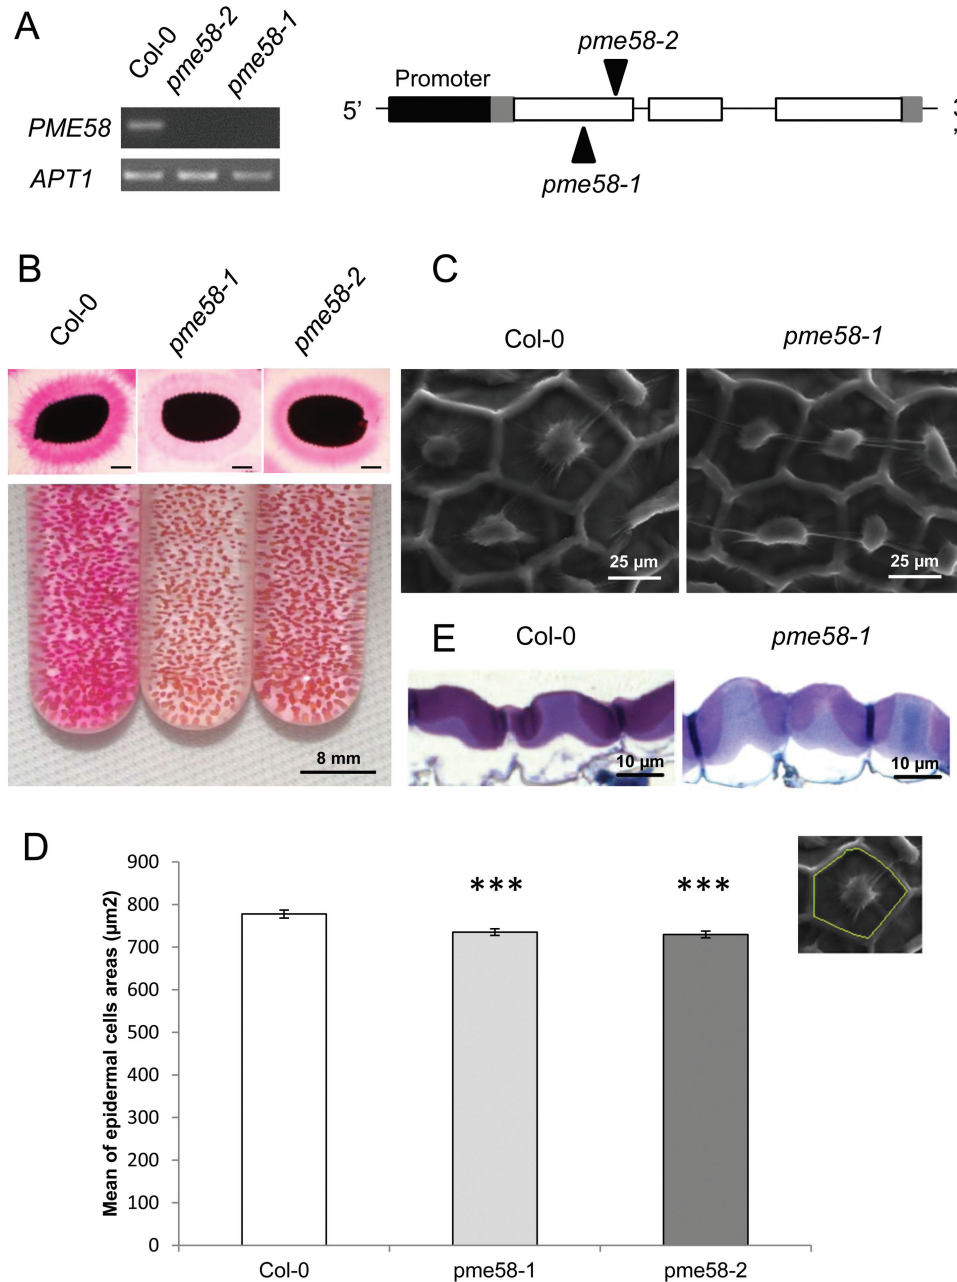 A
Col-0
pme58-2
pme58-1
PME58
APT1
pme58-2
Promoter
5’
3’
pme58-1
B
Col-0
pme58-1
pme58-2
8 mm
C
Col-0
pme58-1
25 µm
25 µm
E
Col-0
pme58-1
10 µm
10 µm
D
Mean of epidermal cells areas (µm2)
900
800
700
600
500
400
300
200
100
0
***
***
Col-0
pme58-1
pme58-2